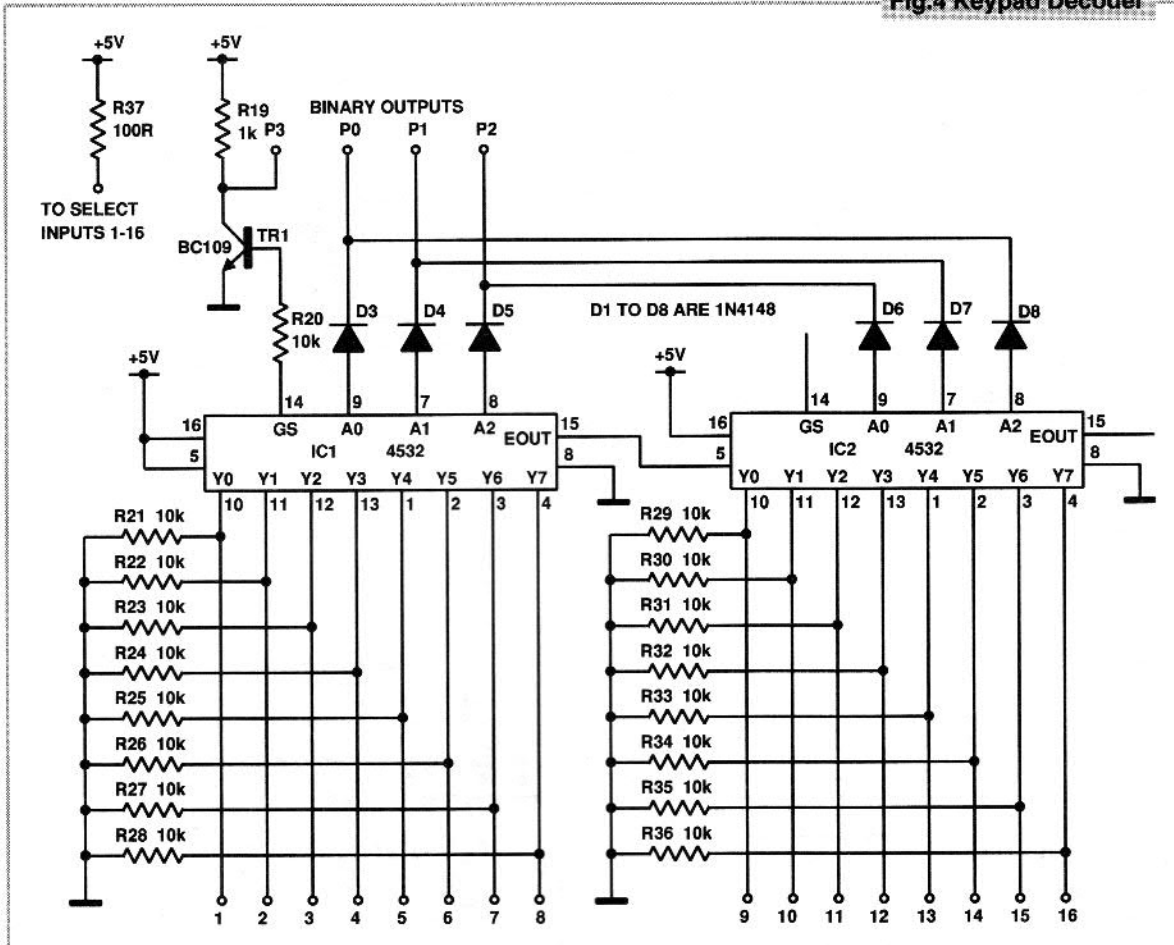 Fig.4 Keypad Decoder
+5V
+5V
R37
100R
R19
1k
P3
BINARY OUTPUTS
P0
P1
P2
TO SELECT
INPUTS 1-16
BC109
TR1
R20
10k
D3
D4
D5
D1 TO D8 ARE 1N4148
D6
D7
D8
+5V
+5V
14
9
7
8
16
5
GS
A0
A1
A2
EOUT
15
8
IC1
4532
Y0
Y1
Y2
Y3
Y4
Y5
Y6
Y7
10
11
12
13
1
2
3
4
14
9
7
8
16
5
GS
A0
A1
A2
EOUT
15
8
IC2
4532
Y0
Y1
Y2
Y3
Y4
Y5
Y6
Y7
10
11
12
13
1
2
3
4
R21 10k
R22 10k
R23 10k
R24 10k
R25 10k
R26 10k
R27 10k
R28 10k
R29 10k
R30 10k
R31 10k
R32 10k
R33 10k
R34 10k
R35 10k
R36 10k
1
2
3
4
5
6
7
8
9
10
11
12
13
14
15
16